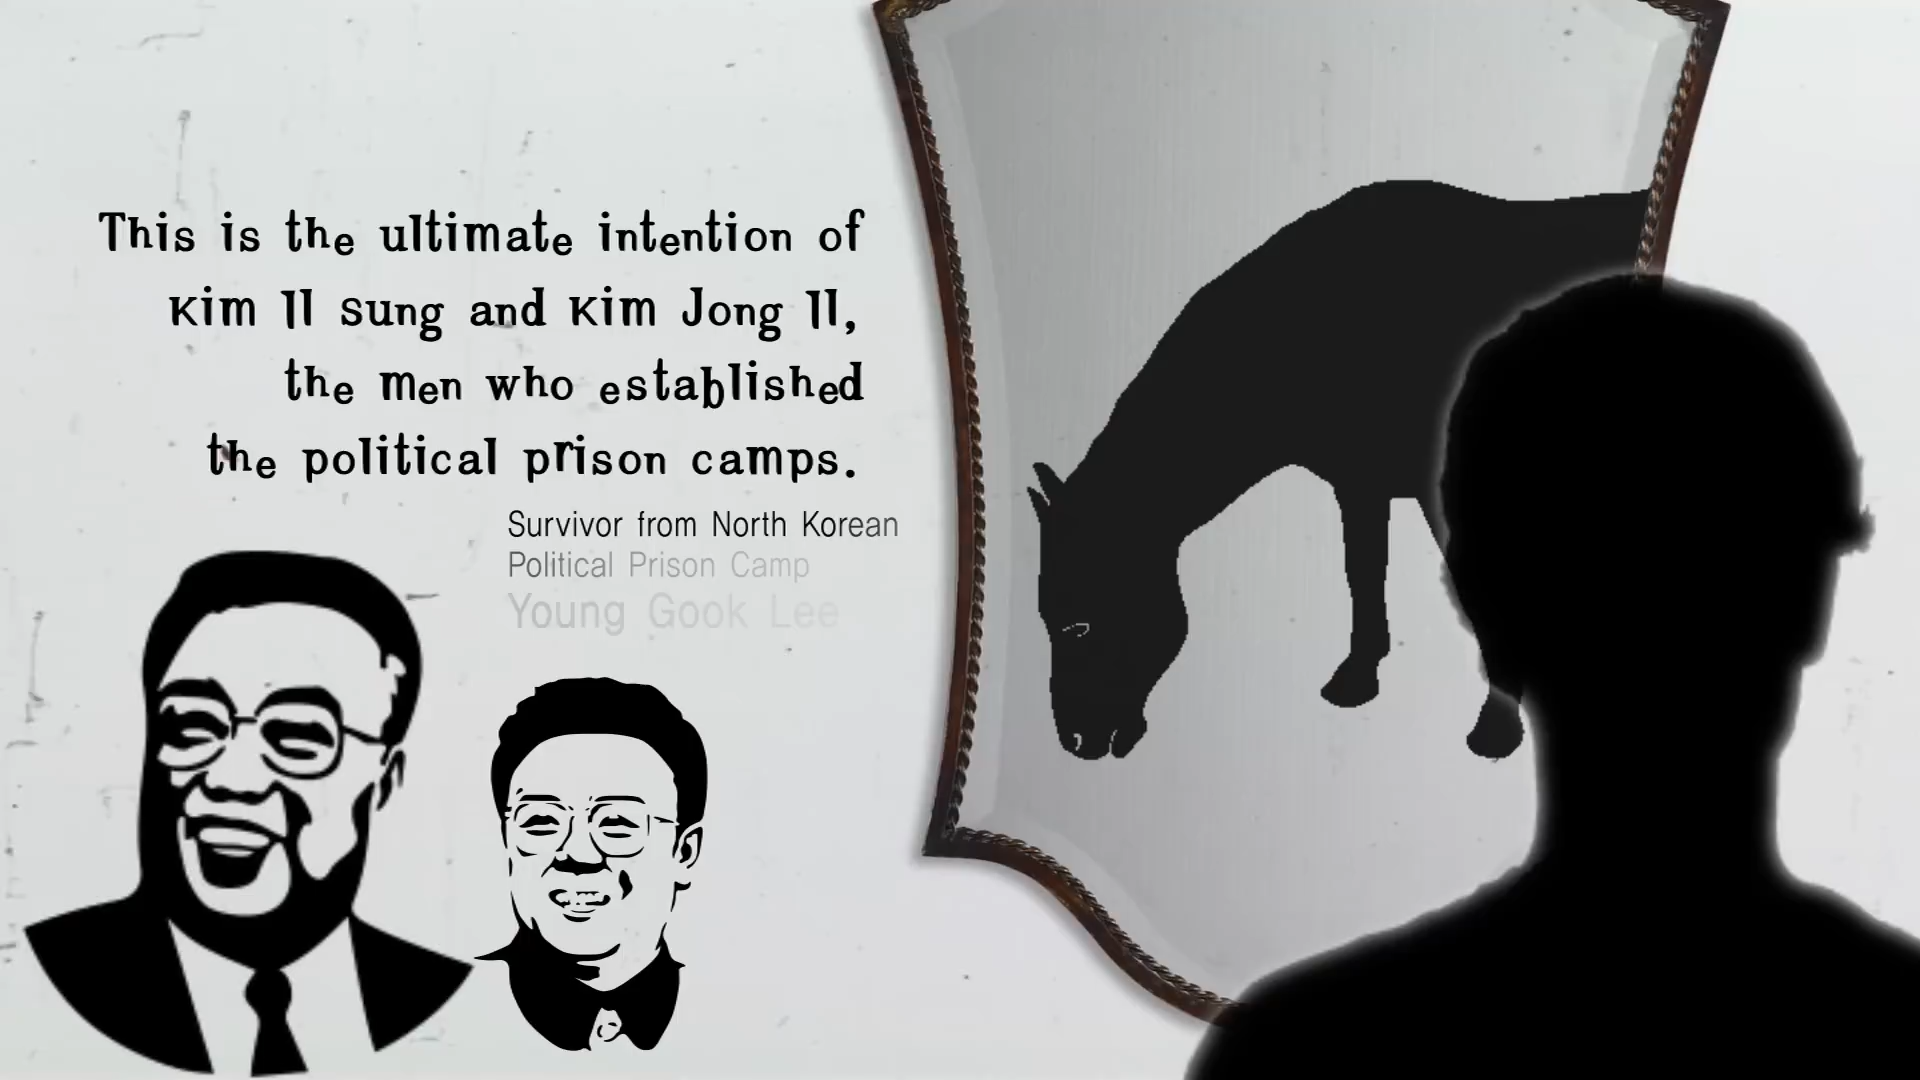 This is the ultimate intention of
Kim Il Sung and Kim Jong Il,
the men who established
the political prison camps.
Survivor from North Korean
Political Prison Camp
Young Gook Lee